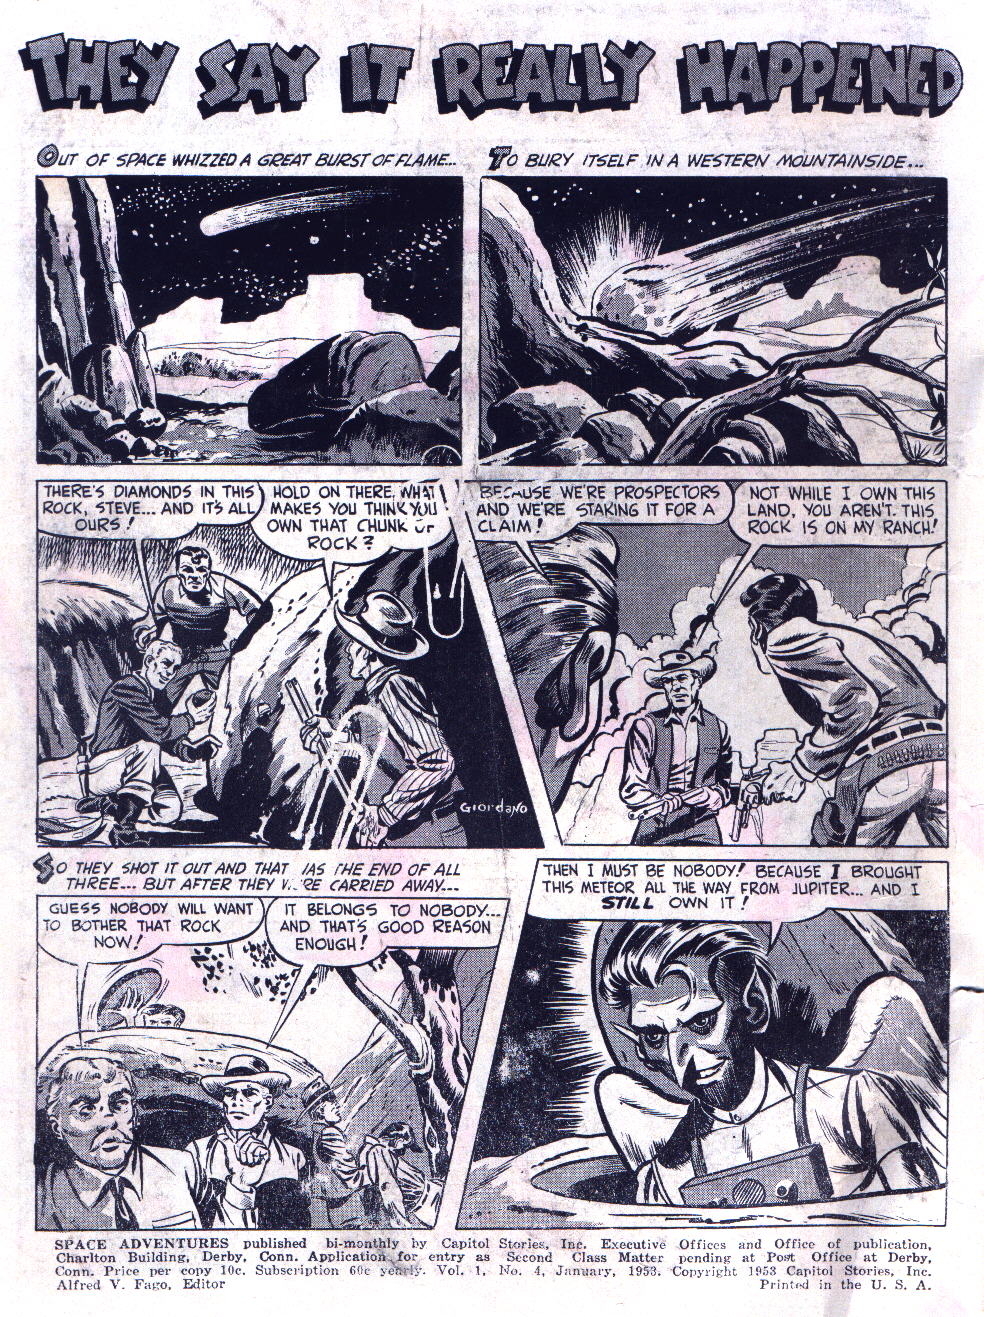 THEY SAY IT REALLY HAPPENED
OUT OF SPACE WHIZZED A GREAT BURST OF FLAME...
TO BURY ITSELF IN A WESTERN MOUNTAINSIDE...
THERE'S DIAMONDS IN THIS
ROCK, STEVE... AND IT'S ALL
OURS!
HOLD ON THERE, WHAT
MAKES YOU THINK YOU
OWN THAT CHUNK OF
ROCK?
BECAUSE WE'RE PROSPECTORS
AND WE'RE STAKING IT FOR A
CLAIM!
NOT WHILE I OWN THIS
LAND, YOU AREN'T. THIS
ROCK IS ON MY RANCH!
GIORDANO
SO THEY SHOT IT OUT AND THAT WAS THE END OF ALL
THREE... BUT AFTER THEY WERE CARRIED AWAY...
GUESS NOBODY WILL WANT
TO BOTHER THAT ROCK
NOW!
IT BELONGS TO NOBODY...
AND THAT'S GOOD REASON
ENOUGH!
THEN I MUST BE NOBODY! BECAUSE I BROUGHT
THIS METEOR ALL THE WAY FROM JUPITER... AND I
STILL OWN IT!
SPACE ADVENTURES published bi-monthly by Capitol Stories, Inc. Executive Offices and Office of publication,
Charlton Building, Derby, Conn. Application for entry as Second Class Matter pending at Post Office at Derby,
Conn. Price per copy 10c. Subscription 60c yearly. Vol. 1, No. 4, January, 1953. Copyright 1953 Capitol Stories, Inc.
Alfred V. Fago, Editor
Printed in the U. S. A.